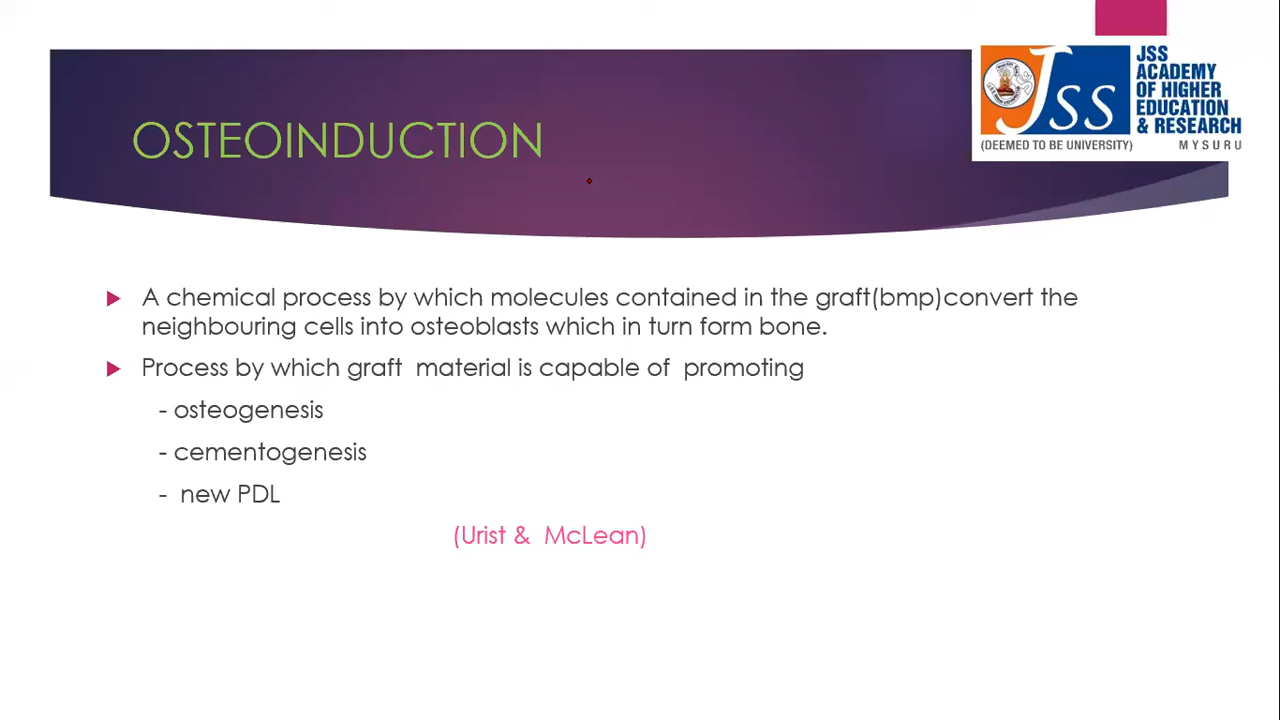 JSS
ACADEMY
OF HIGHER
EDUCATION
& RESEARCH
JSS
(DEEMED TO BE UNIVERSITY) MYSURU
OSTEOINDUCTION
A chemical process by which molecules contained in the graft(bmp)convert the
neighbouring cells into osteoblasts which in turn form bone.
Process by which graft material is capable of promoting
- osteogenesis
- cementogenesis
- new PDL
(Urist & McLean)